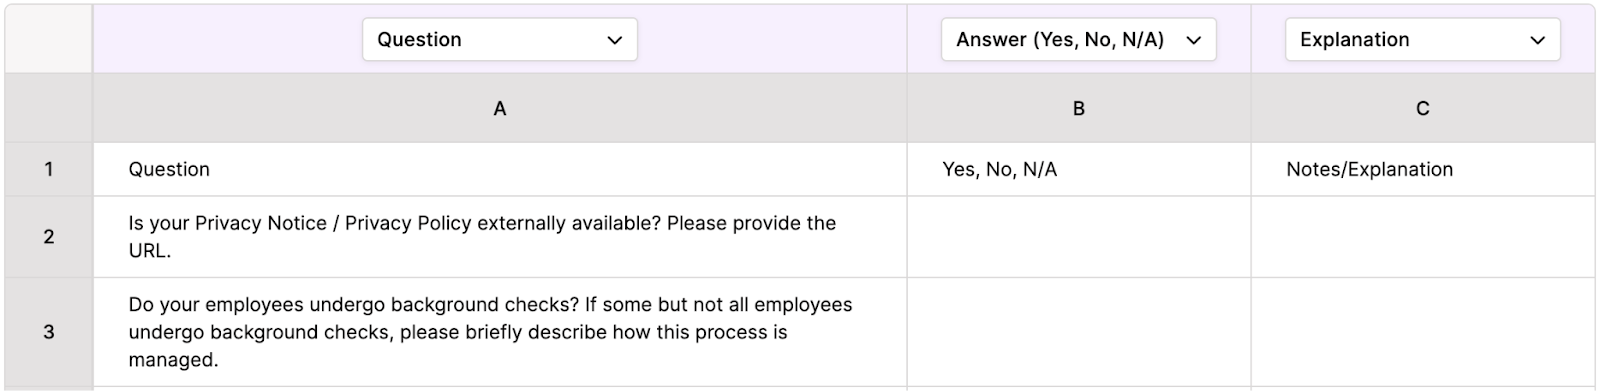 Question Answer (Yes, No, N/A) Explanation
A B C
1 Question Yes, No, N/A Notes/Explanation
Is your Privacy Notice / Privacy Policy externally available? Please provide the
2
URL.
Do your employees undergo background checks? If some but not all employees
3 undergo background checks, please briefly describe how this process is
managed.